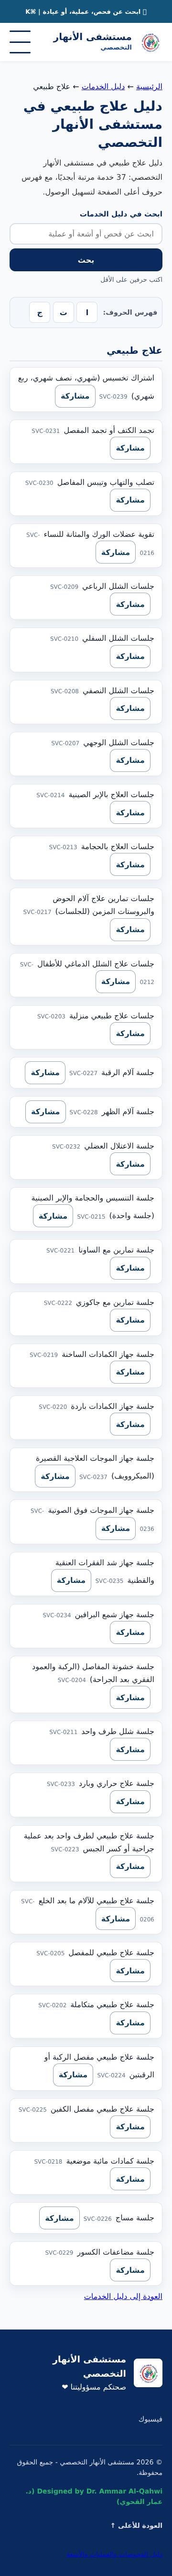 ابحث عن فحص، عملية، أو عيادة | ⌘K
مستشفى الأنهار
التخصصي
الرئيسية ← دليل الخدمات ← علاج طبيعي
دليل علاج طبيعي في
مستشفى الأنهار
التخصصي
دليل علاج طبيعي في مستشفى الأنهار
التخصصي: 37 خدمة مرتبة أبجديًا، مع فهرس
حروف أعلى الصفحة لتسهيل الوصول.
ابحث في دليل الخدمات
ابحث عن فحص أو أشعة أو عملية
بحث
اكتب حرفين على الأقل
فهرس الحروف: ا ت ج
علاج طبيعي
اشتراك تخسيس (شهري، نصف شهري، ربع
شهري) SVC-0239 مشاركة
تجمد الكتف أو تجمد المفصل SVC-0231
مشاركة
تصلب والتهاب وتيبس المفاصل SVC-0230
مشاركة
تقوية عضلات الورك والمثانة للنساء SVC-
0216 مشاركة
جلسات الشلل الرباعي SVC-0209
مشاركة
جلسات الشلل السفلي SVC-0210
مشاركة
جلسات الشلل النصفي SVC-0208
مشاركة
جلسات الشلل الوجهي SVC-0207
مشاركة
جلسات العلاج بالإبر الصينية SVC-0214
مشاركة
جلسات العلاج بالحجامة SVC-0213
مشاركة
جلسات تمارين علاج آلام الحوض
والبروستات المزمن (للجلسات) SVC-0217
مشاركة
جلسات علاج الشلل الدماغي للأطفال SVC-
0212 مشاركة
جلسات علاج طبيعي منزلية SVC-0203
مشاركة
جلسة آلام الرقبة SVC-0227 مشاركة
جلسة آلام الظهر SVC-0228 مشاركة
جلسة الاعتلال العضلي SVC-0232
مشاركة
جلسة التنسيس والحجامة والإبر الصينية
(جلسة واحدة) SVC-0215 مشاركة
جلسة تمارين مع الساونا SVC-0221
مشاركة
جلسة تمارين مع جاكوزي SVC-0222
مشاركة
جلسة جهاز الكمادات الساخنة SVC-0219
مشاركة
جلسة جهاز الكمادات باردة SVC-0220
مشاركة
جلسة جهاز الموجات العلاجية القصيرة
(الميكروويف) SVC-0237 مشاركة
جلسة جهاز الموجات فوق الصوتية SVC-
0236 مشاركة
جلسة جهاز شد الفقرات العنقية
والقطنية SVC-0235 مشاركة
جلسة جهاز شمع البرافين SVC-0234
مشاركة
جلسة خشونة المفاصل (الركبة والعمود
الفقري بعد الجراحة) SVC-0204
مشاركة
جلسة شلل طرف واحد SVC-0211
مشاركة
جلسة علاج حراري وبارد SVC-0233
مشاركة
جلسة علاج طبيعي لطرف واحد بعد عملية
جراحية أو كسر الجبس SVC-0223
مشاركة
جلسة علاج طبيعي للآلام ما بعد الخلع SVC-
0206 مشاركة
جلسة علاج طبيعي للمفصل SVC-0205
مشاركة
جلسة علاج طبيعي متكاملة SVC-0202
مشاركة
جلسة علاج طبيعي مفصل الركبة أو
الرقبتين SVC-0224 مشاركة
جلسة علاج طبيعي مفصل الكفين SVC-0225
مشاركة
جلسة كمادات مائية موضعية SVC-0218
مشاركة
جلسة مساج SVC-0226 مشاركة
جلسة مضاعفات الكسور SVC-0229
مشاركة
العودة إلى دليل الخدمات
مستشفى الأنهار
التخصصي
صحتكم مسؤوليتنا ❤
فيسبوك
© 2026 مستشفى الأنهار التخصصي - جميع الحقوق
محفوظة.
Designed by Dr. Ammar Al-Qahwi (د.
عمار القحوي)
العودة للأعلى ↑